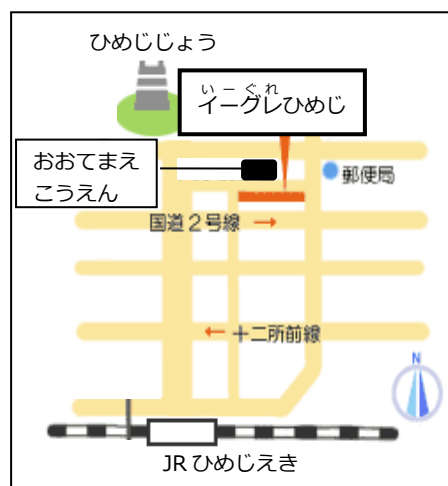 ひめじじょう
いーぐれ
イーグレひめじ
おおてまえ
こうえん
郵便局
国道２号線 →
← 十二所前線
N
JRひめじえき